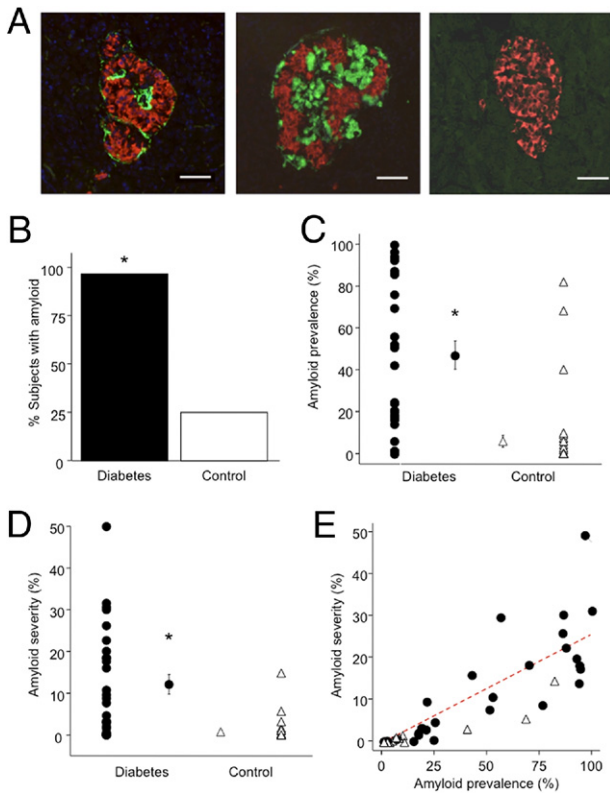 A
B
% Subjects with amyloid
100
75
50
25
0
*
Diabetes
Control
C
Amyloid prevalence (%)
100
80
60
40
20
0
*
Diabetes
Control
D
Amyloid severity (%)
50
40
30
20
10
0
*
Diabetes
Control
E
Amyloid severity (%)
50
40
30
20
10
0
0
25
50
75
100
Amyloid prevalence (%)